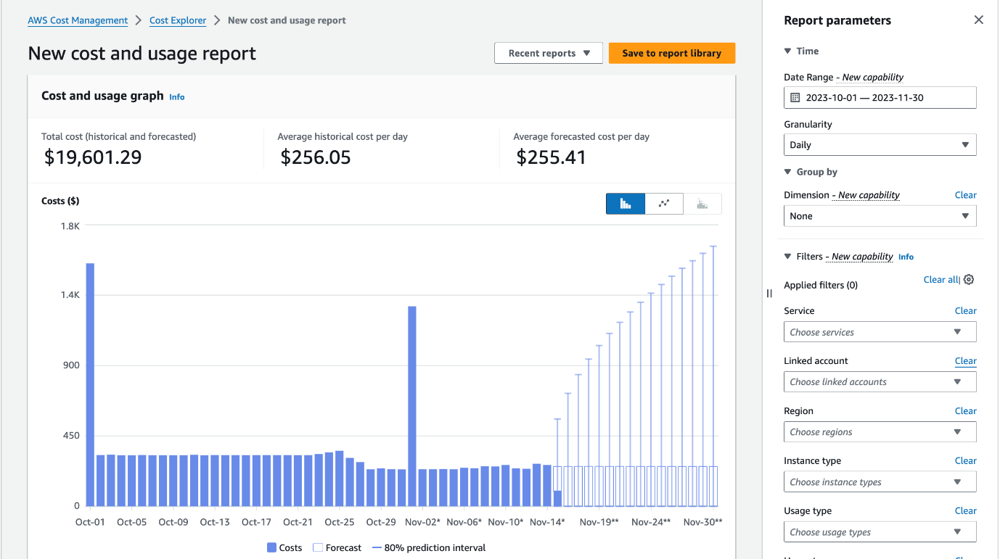 AWS Cost Management > Cost Explorer > New cost and usage report
New cost and usage report
Recent reports
Save to report library
Cost and usage graph Info
Total cost (historical and forecasted)
$19,601.29
Average historical cost per day
$256.05
Average forecasted cost per day
$255.41
Costs ($)
1.8K
1.4K
900
450
0
Oct-01 Oct-05 Oct-09 Oct-13 Oct-17 Oct-21 Oct-25 Oct-29 Nov-02* Nov-06* Nov-10* Nov-14* Nov-19** Nov-24** Nov-30**
Costs Forecast 80% prediction interval
Report parameters
Time
Date Range - New capability
2023-10-01 — 2023-11-30
Granularity
Daily
Group by
Dimension - New capability Clear
None
Filters - New capability Info
Applied filters (0) Clear all|
Service Clear
Choose services
Linked account Clear
Choose linked accounts
Region Clear
Choose regions
Instance type Clear
Choose instance types
Usage type Clear
Choose usage types